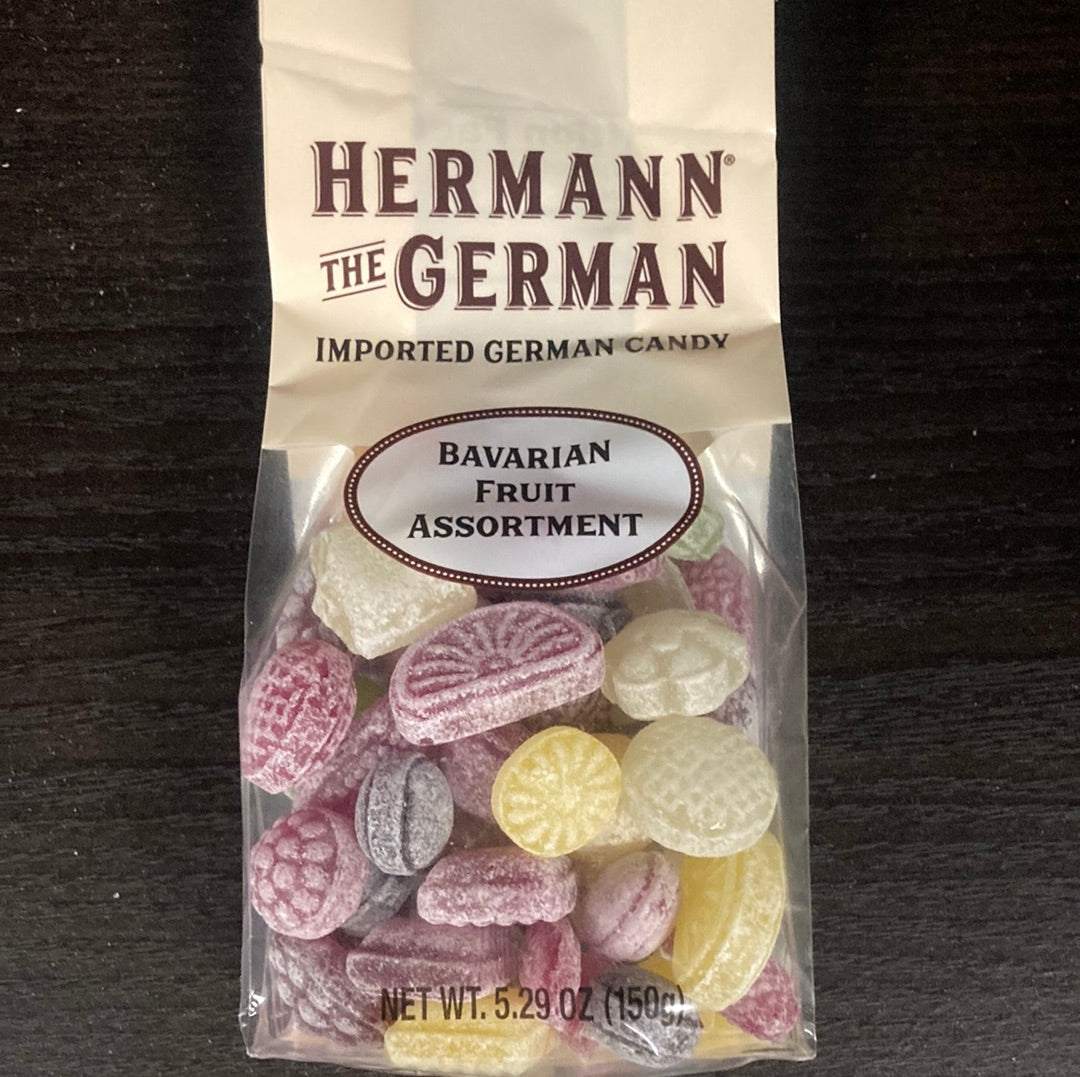 HERMANN®
THE GERMAN
IMPORTED GERMAN CANDY
BAVARIAN
FRUIT
ASSORTMENT
NET WT. 5.29 OZ (150g)